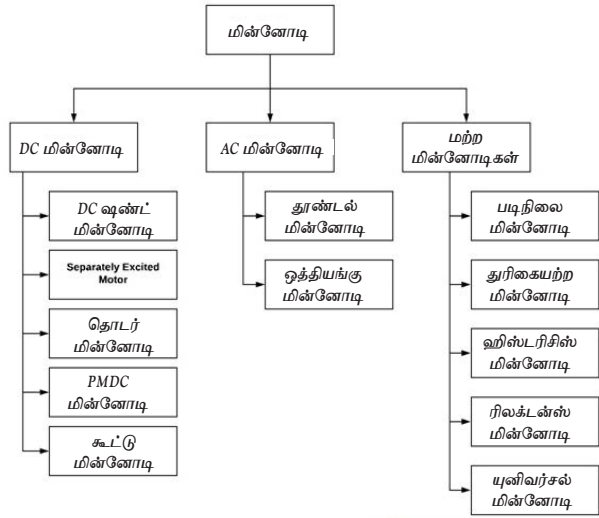 மின்னோடி
DC மின்னோடி
AC மின்னோடி
மற்ற
மின்னோடிகள்
DC ஷண்ட்
மின்னோடி
Separately Excited
Motor
தொடர்
மின்னோடி
PMDC
மின்னோடி
கூட்டு
மின்னோடி
தூண்டல்
மின்னோடி
ஒத்தியங்கு
மின்னோடி
படிநிலை
மின்னோடி
துரிகையற்ற
மின்னோடி
ஹிஸ்டரிசிஸ்
மின்னோடி
ரிலக்டன்ஸ்
மின்னோடி
யுனிவர்சல்
மின்னோடி